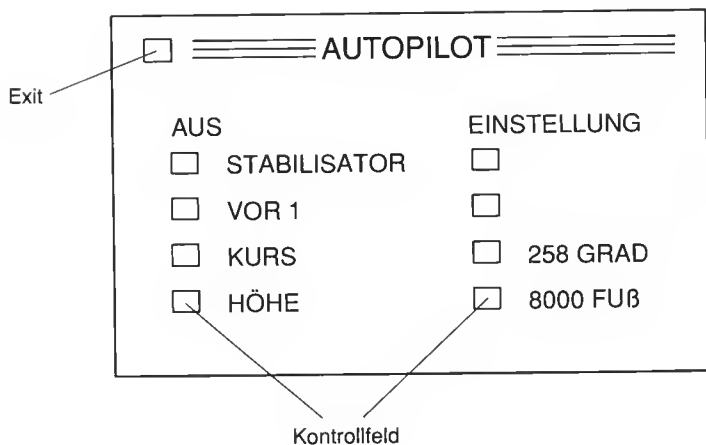 AUTOPILOT
Exit
AUS EINSTELLUNG
STABILISATOR
VOR 1
KURS 258 GRAD
HÖHE 8000 FUß
Kontrollfeld